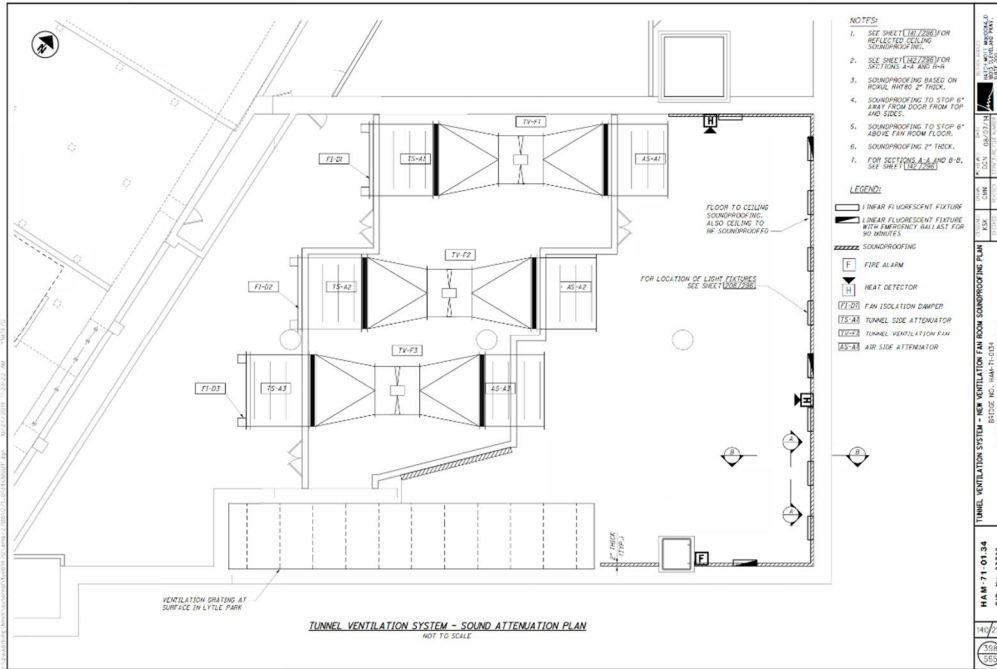 N
NOTES:
1. SEE SHEET 141/296 FOR
REFLECTED CEILING
SOUNDPROOFING.
2. SEE SHEET 142/296 FOR
SECTIONS A-A AND B-B
3. SOUNDPROOFING BASED ON
ROXUL RHT80 2" THICK.
4. SOUNDPROOFING TO STOP 6"
AWAY FROM DOOR FROM TOP
AND SIDES.
5. SOUNDPROOFING TO STOP 6"
ABOVE FAN ROOM FLOOR.
6. SOUNDPROOFING 2" THICK.
7. FOR SECTIONS A-A AND B-B,
SEE SHEET 142/296
LEGEND:
LINEAR FLUORESCENT FIXTURE
LINEAR FLUORESCENT FIXTURE
WITH EMERGENCY BALLAST FOR
90 MINUTES
SOUNDPROOFING
F FIRE ALARM
H HEAT DETECTOR
FI-D1 FAN ISOLATION DAMPER
TS-A1 TUNNEL SIDE ATTENUATOR
TUNNEL VENTILATION FAN
AS-A1 AIR SIDE ATTENUATOR
TV-F1
FI-D1
TS-A1
AS-A1
H
FLOOR TO CEILING
SOUNDPROOFING.
ALSO CEILING TO
BE SOUNDPROOFED
TV-F2
FI-D2
TS-A2
AS-A2
FOR LOCATION OF LIGHT FIXTURES
SEE SHEET 206/296
TV-F3
FI-D3
TS-A3
AS-A3
H
A
B
B
A
2" THICK
(TYP.)
F
VENTILATION GRATING AT
SURFACE IN LYTLE PARK
TUNNEL VENTILATION SYSTEM - SOUND ATTENUATION PLAN
NOT TO SCALE
HATCH MOTT MACDONALD
DCN
08/07/14
KSK
CMN
TUNNEL VENTILATION SYSTEM - NEW VENTILATION FAN ROOM SOUNDPROOFING PLAN
BRIDGE NO. HAM-71-0134
HAM-71-01.34